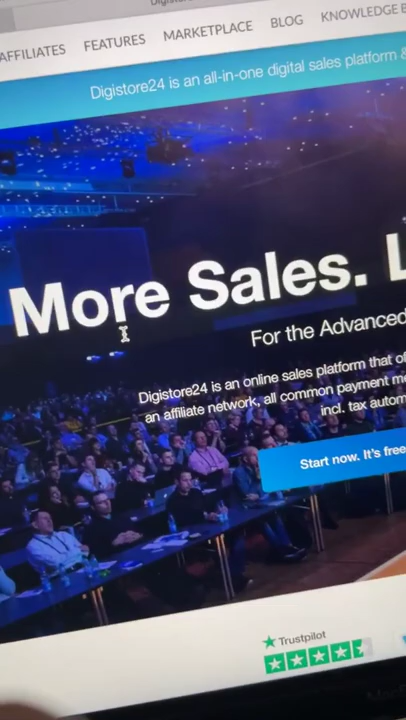 AFFILIATES FEATURES MARKETPLACE BLOG KNOWLEDGE
Digistore24 is an all-in-one digital sales platform &
More Sales. L
For the Advanced
Digistore24 is an online sales platform that of
an affiliate network, all common payment me
incl. tax autom
Start now. It's free
Trustpilot